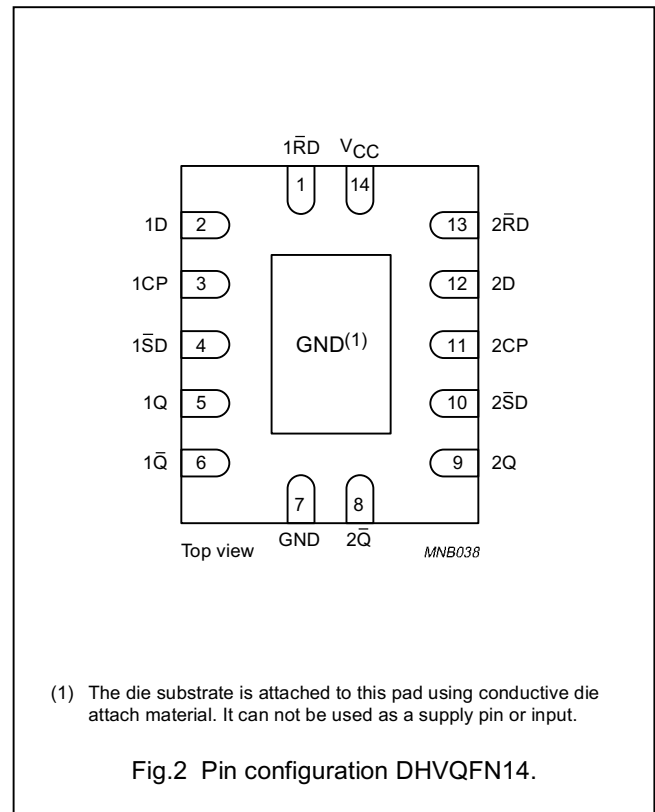 1R̅D VCC
1 14
1D 2 13 2R̅D
1CP 3 12 2D
1S̅D 4 GND(1) 11 2CP
1Q 5 10 2S̅D
1Q̅ 6 9 2Q
7 8
Top view GND 2Q̅ MNB038
(1) The die substrate is attached to this pad using conductive die
attach material. It can not be used as a supply pin or input.
Fig.2 Pin configuration DHVQFN14.